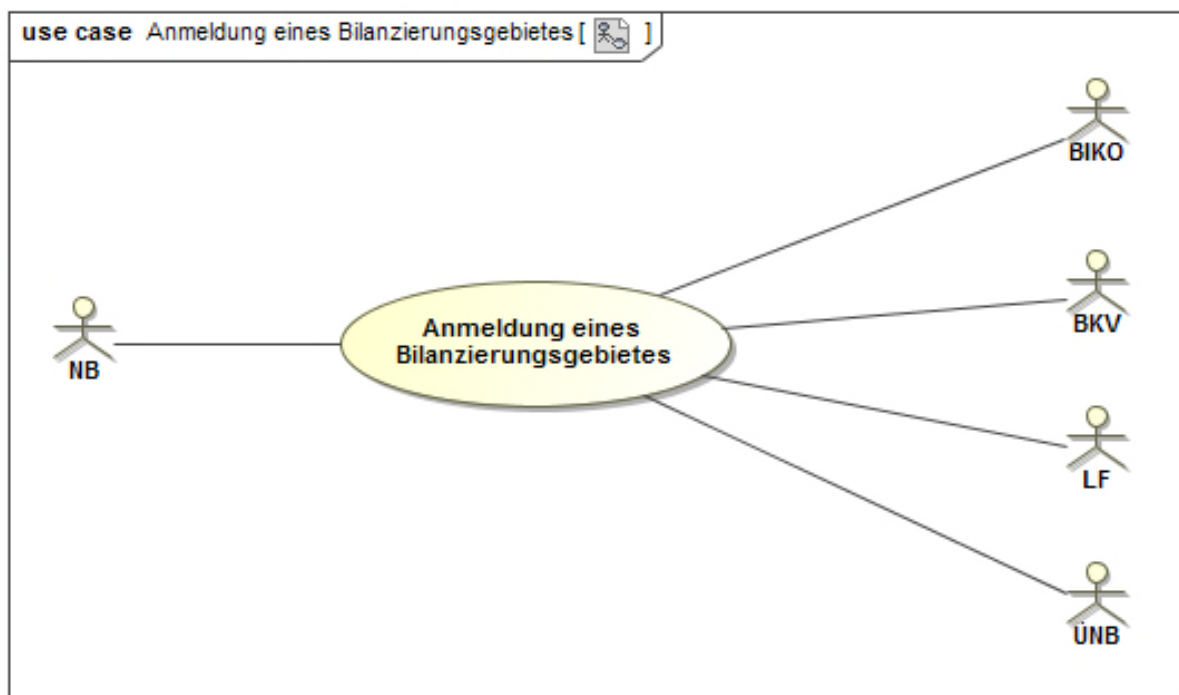 use case Anmeldung eines Bilanzierungsgebietes [ ]
BIKO
BKV
NB
Anmeldung eines
Bilanzierungsgebietes
LF
ÜNB